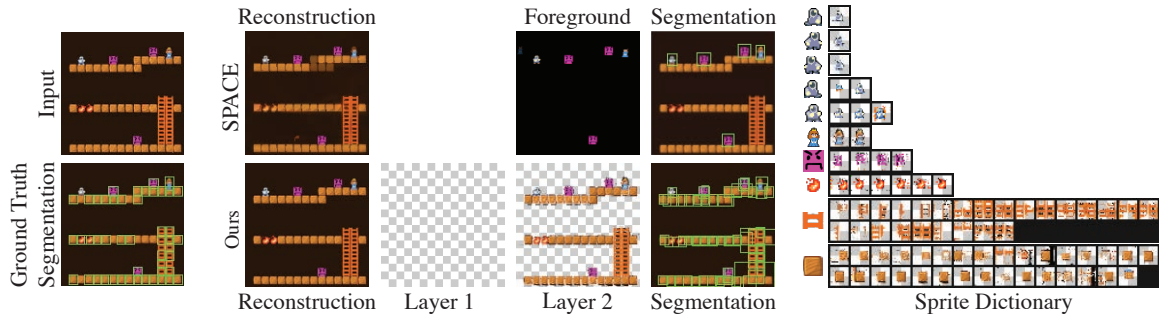 Reconstruction
Foreground
Segmentation
Input
SPACE
Ground Truth
Segmentation
Ours
Reconstruction
Layer 1
Layer 2
Segmentation
Sprite Dictionary